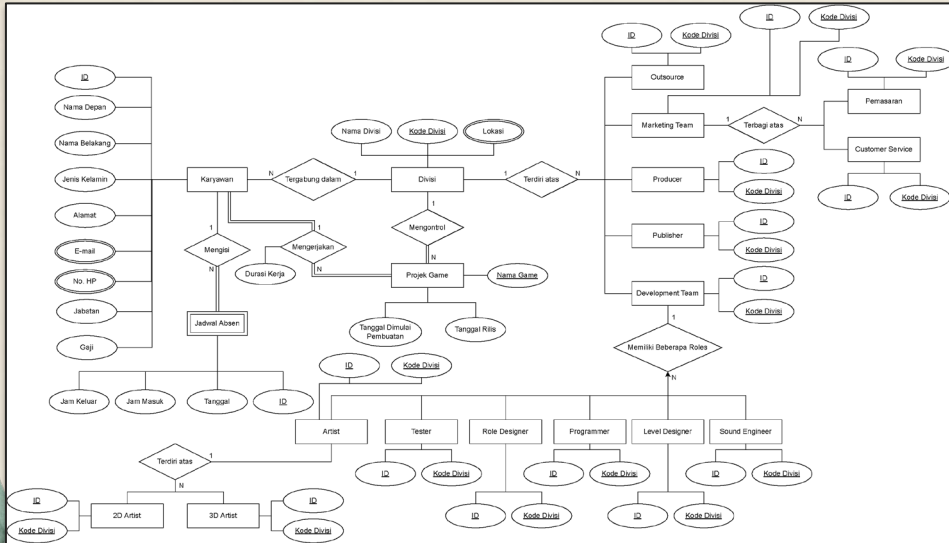 ID
Kode Divisi
ID
Kode Divisi
ID
Kode Divisi
ID
Outsource
Pemasaran
Nama Depan
Nama Divisi
Kode Divisi
Lokasi
Marketing Team
1
Terbagi atas
N
Nama Belakang
Customer Service
Jenis Kelamin
Karyawan
N
Tergabung dalam
1
Divisi
1
Terdiri atas
N
Producer
ID
Kode Divisi
ID
Kode Divisi
Alamat
1
1
1
Mengontrol
N
Publisher
ID
Kode Divisi
E-mail
Mengisi
N
Mengerjakan
N
Durasi Kerja
Projek Game
Nama Game
No. HP
Development Team
ID
Kode Divisi
Jabatan
Jadwal Absen
Tanggal Dimulai
Pembuatan
Tanggal Rilis
1
Memiliki Beberapa Roles
N
Gaji
ID
Kode Divisi
Jam Keluar
Jam Masuk
Tanggal
ID
Artist
Tester
Role Designer
Programmer
Level Designer
Sound Engineer
Terdiri atas
1
N
ID
Kode Divisi
ID
Kode Divisi
ID
Kode Divisi
ID
Kode Divisi
2D Artist
3D Artist
ID
Kode Divisi
ID
Kode Divisi
ID
Kode Divisi